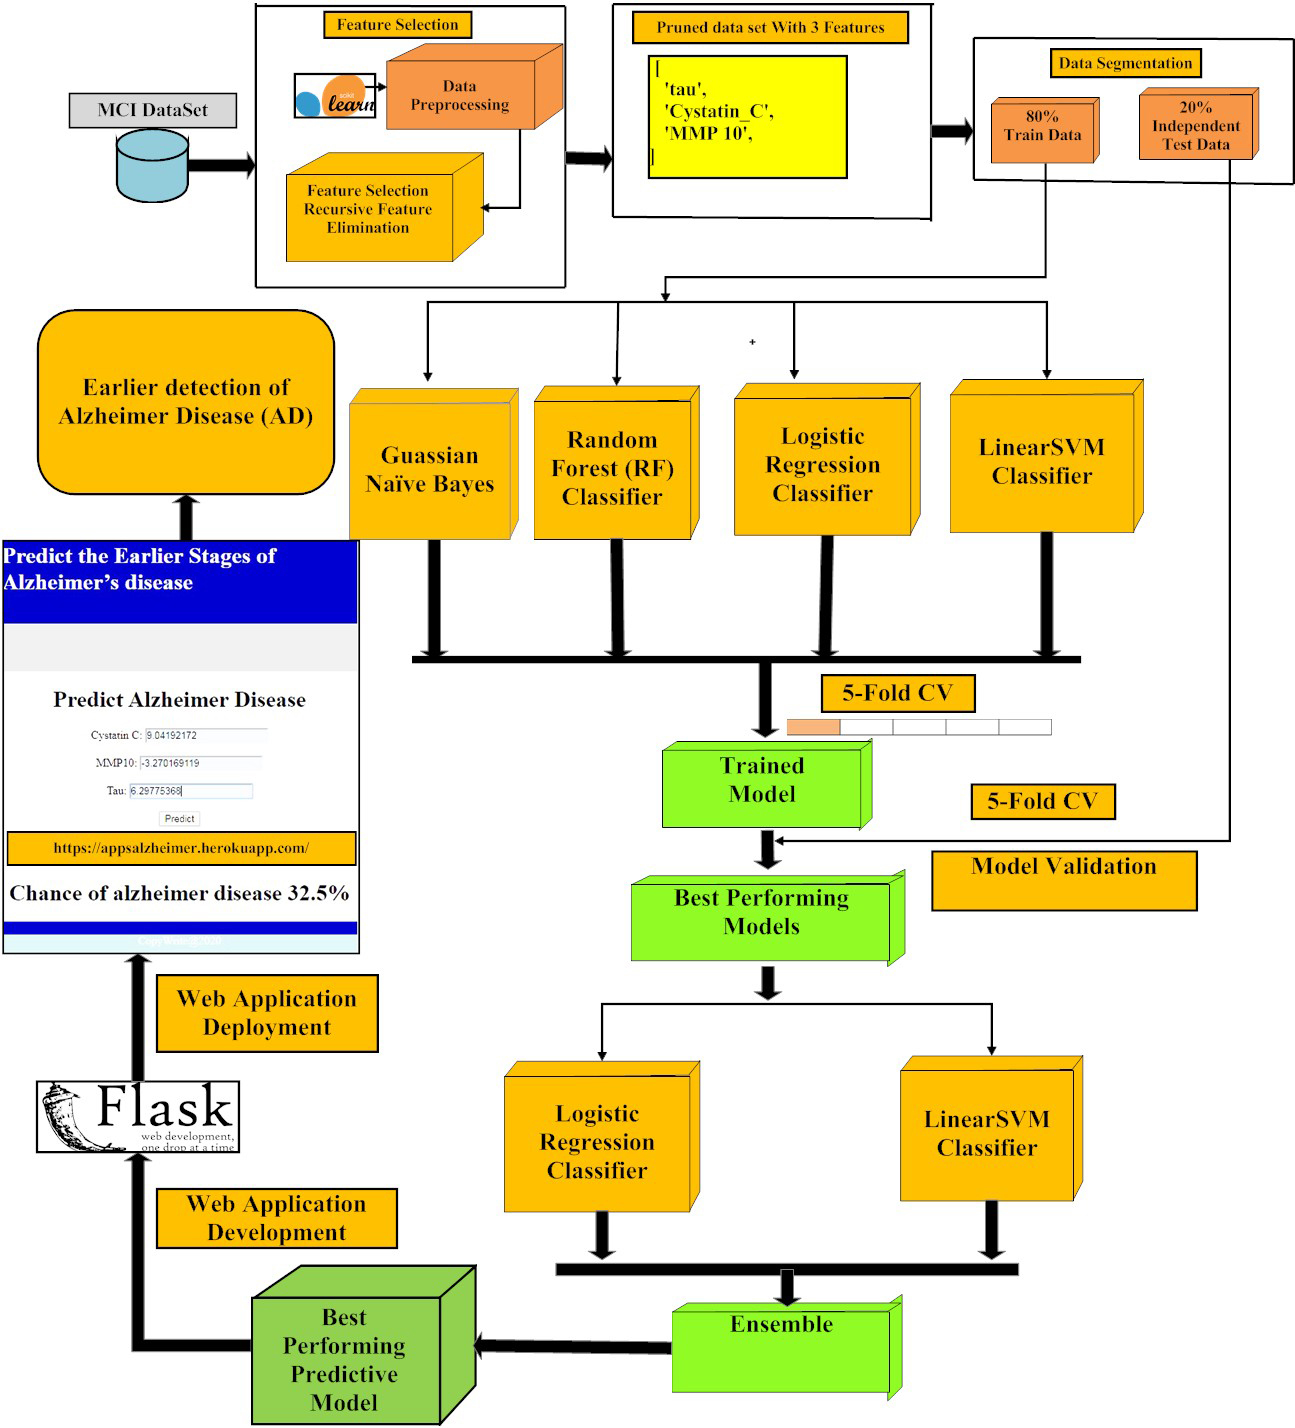 Feature Selection
Pruned data set With 3 Features
Data Segmentation
MCI DataSet
scikit
learn
Data
Preprocessing
Feature Selection
Recursive Feature
Elimination
[
'tau',
'Cystatin_C',
'MMP 10',
]
80%
Train Data
20%
Independent
Test Data
Earlier detection of
Alzheimer Disease (AD)
Guassian
Naïve Bayes
Random
Forest (RF)
Classifier
Logistic
Regression
Classifier
LinearSVM
Classifier
Predict the Earlier Stages of
Alzheimer’s disease
Predict Alzheimer Disease
Cystatin C: 9.04192172
MMP10: -3.270169119
Tau: 6.29775368
Predict
https://appsalzheimer.herokuapp.com/
Chance of alzheimer disease 32.5%
5-Fold CV
Trained
Model
5-Fold CV
Model Validation
Best Performing
Models
Web Application
Deployment
Flask
web development,
one drop at a time
Logistic
Regression
Classifier
LinearSVM
Classifier
Web Application
Development
Best
Performing
Predictive
Model
Ensemble